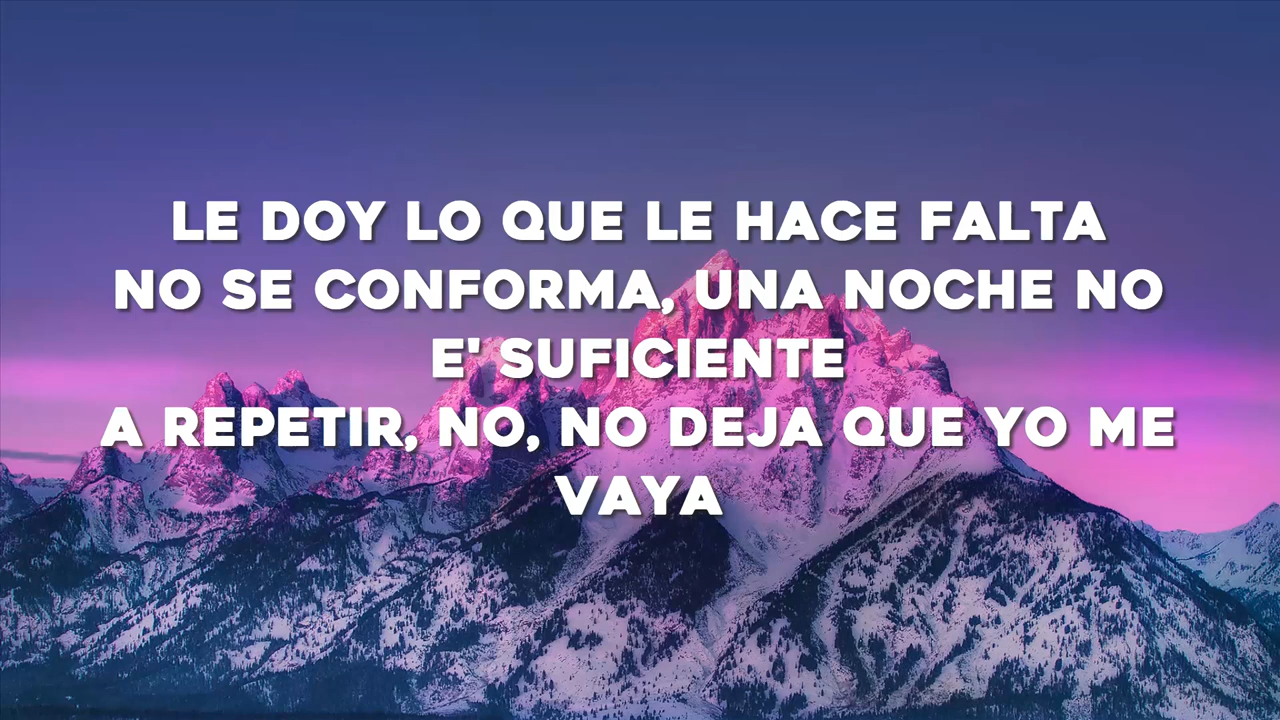 LE DOY LO QUE LE HACE FALTA
NO SE CONFORMA, UNA NOCHE NO
E' SUFICIENTE
A REPETIR, NO, NO DEJA QUE YO ME
VAYA